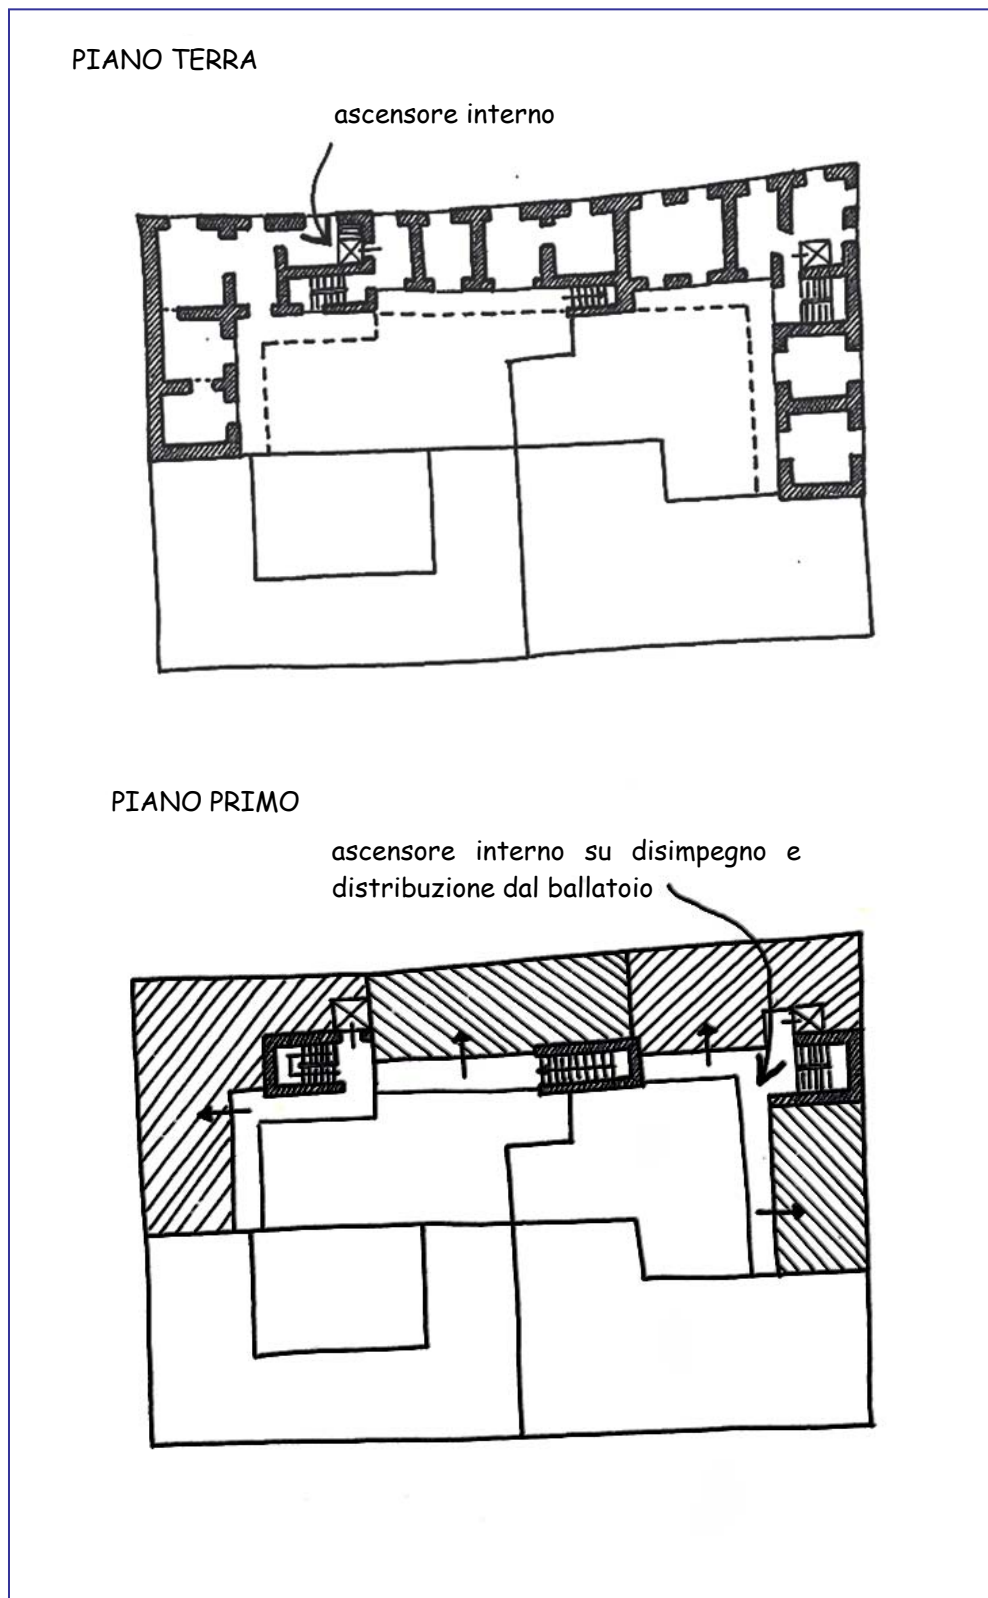 PIANO TERRA
ascensore interno
PIANO PRIMO
ascensore interno su disimpegno e
distribuzione dal ballatoio